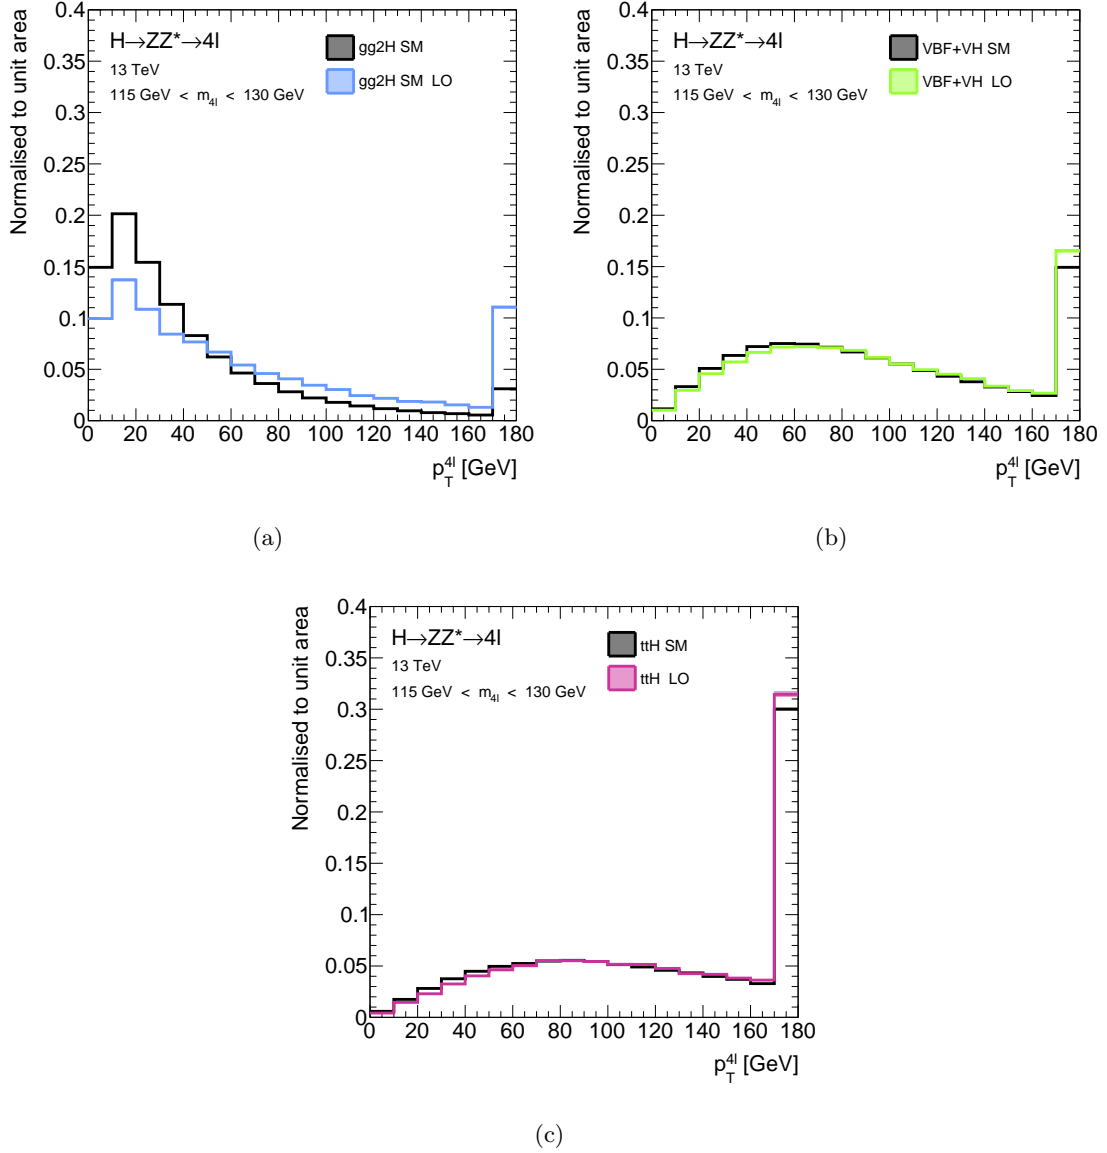 Normalised to unit area
0.4
0.35
0.3
0.25
0.2
0.15
0.1
0.05
0
H→ZZ*→4l
13 TeV
115 GeV < m4l < 130 GeV
gg2H SM
gg2H SM LO
0 20 40 60 80 100 120 140 160 180
pT4l [GeV]
(a)
Normalised to unit area
0.4
0.35
0.3
0.25
0.2
0.15
0.1
0.05
0
H→ZZ*→4l
13 TeV
115 GeV < m4l < 130 GeV
VBF+VH SM
VBF+VH LO
0 20 40 60 80 100 120 140 160 180
pT4l [GeV]
(b)
Normalised to unit area
0.4
0.35
0.3
0.25
0.2
0.15
0.1
0.05
0
H→ZZ*→4l
13 TeV
115 GeV < m4l < 130 GeV
ttH SM
ttH LO
0 20 40 60 80 100 120 140 160 180
pT4l [GeV]
(c)